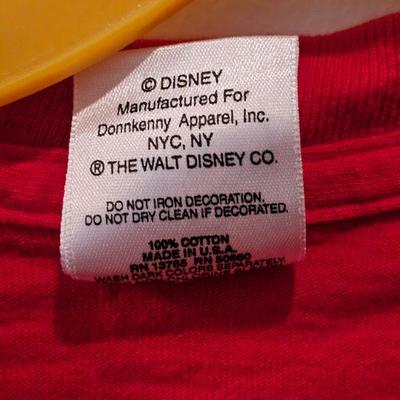 © DISNEY
Manufactured For
Donnkenny Apparel, Inc.
NYC, NY
® THE WALT DISNEY CO.
DO NOT IRON DECORATION.
DO NOT DRY CLEAN IF DECORATED.
100% COTTON
MADE IN U.S.A.
RN 13765 RN 50660
WASH DARK COLORS SEPARATELY